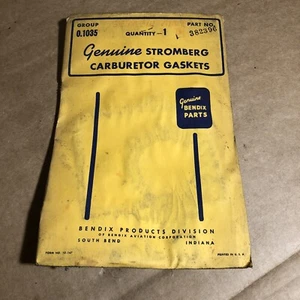 GROUP PART NO.
0.1035 QUANTITY—1 382396
Genuine STROMBERG
CARBURETOR GASKETS
Genuine
BENDIX
PARTS
BENDIX PRODUCTS DIVISION
OF BENDIX AVIATION CORPORATION
SOUTH BEND INDIANA
PRINTED IN U.S.A.